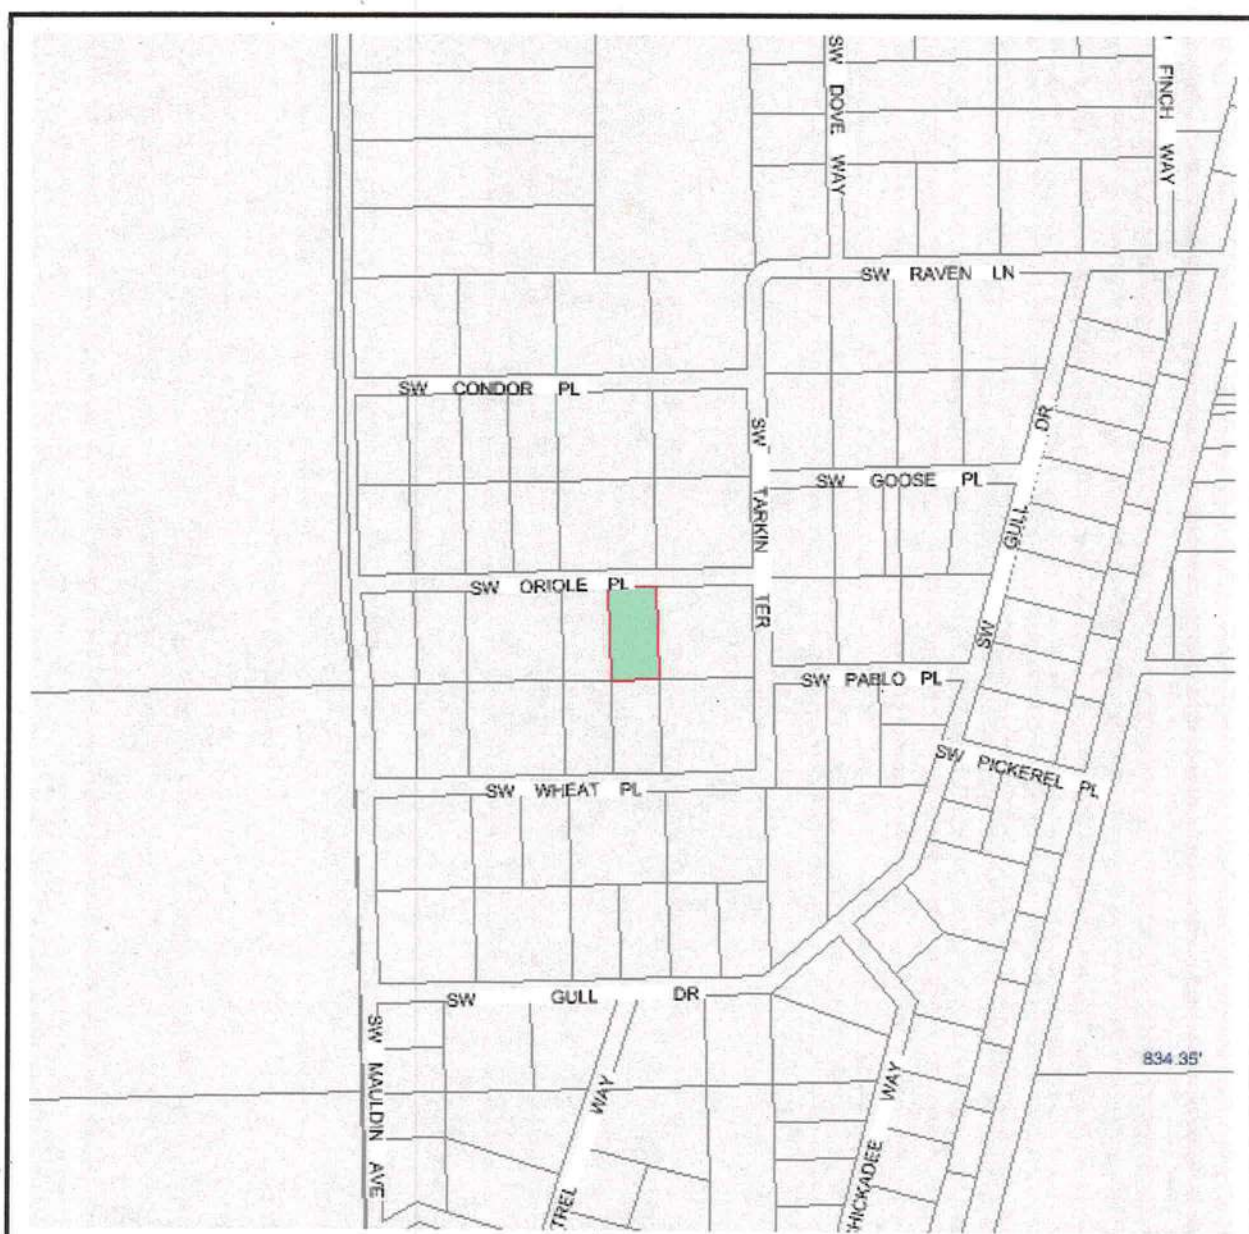 SW DOVE WAY
FINCH WAY
SW RAVEN LN
SW CONDOR PL
SW TARKIN TER
SW GOOSE PL
SW GULL DR
SW ORIOLE PL
SW PABLO PL
SW PICKEREL PL
SW WHEAT PL
SW GULL DR
SW MAULDIN AVE
834.35'
TREL WAY
HICKADEE WAY